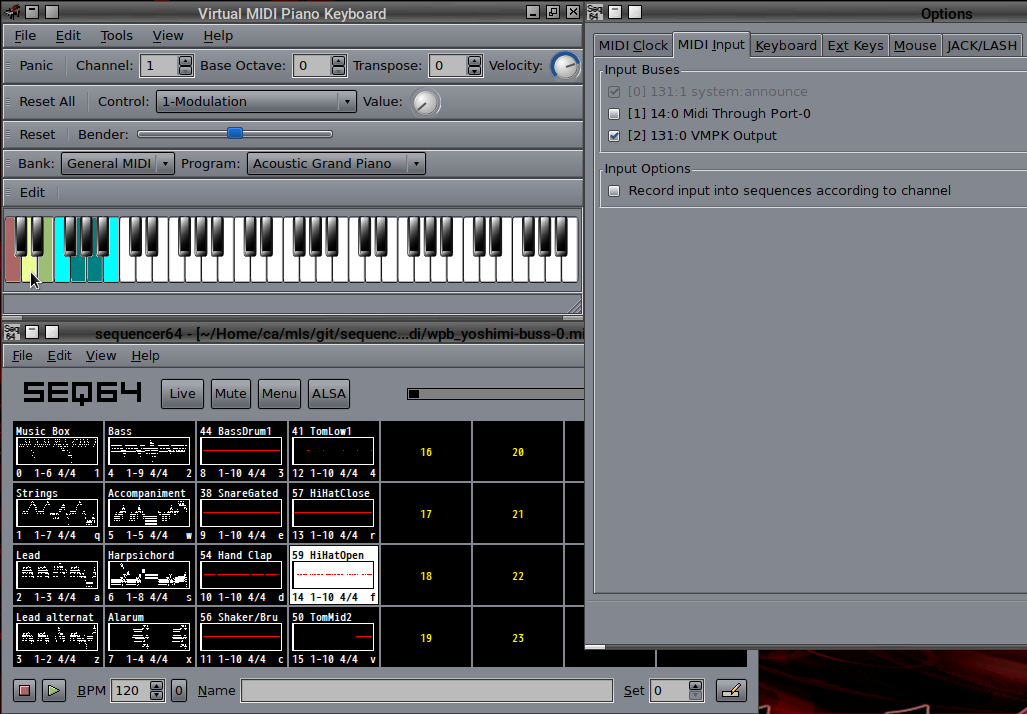 Virtual MIDI Piano Keyboard
File Edit Tools View Help
Panic Channel: 1 Base Octave: 0 Transpose: 0 Velocity:
Reset All Control: 1-Modulation Value:
Reset Bender:
Bank: General MIDI Program: Acoustic Grand Piano
Edit
Seq 64 Options
MIDI Clock MIDI Input Keyboard Ext Keys Mouse JACK/LASH
Input Buses
[0] 131:1 system:announce
[1] 14:0 Midi Through Port-0
[2] 131:0 VMPK Output
Input Options
Record input into sequences according to channel
Seq 64 sequencer64 - [~/Home/ca/mls/git/sequenc...di/wpb_yoshimi-buss-0.mi
File Edit View Help
SEQ64 Live Mute Menu ALSA
Music Box Bass 44 BassDrum1 41 TomLow1
16 20
0 1-6 4/4 1 4 1-9 4/4 2 8 1-10 4/4 3 12 1-10 4/4 4
Strings Accompaniment 38 SnareGated 57 HiHatClose
17 21
1 1-7 4/4 q 5 1-5 4/4 w 9 1-10 4/4 e 13 1-10 4/4 r
Lead Harpsichord 54 Hand Clap 59 HiHatOpen
18 22
2 1-3 4/4 a 6 1-8 4/4 s 10 1-10 4/4 d 14 1-10 4/4 f
Lead alternat Alarum 56 Shaker/Bru 50 TomMid2
19 23
3 1-2 4/4 z 7 1-4 4/4 x 11 1-10 4/4 c 15 1-10 4/4 v
BPM 120 0 Name Set 0